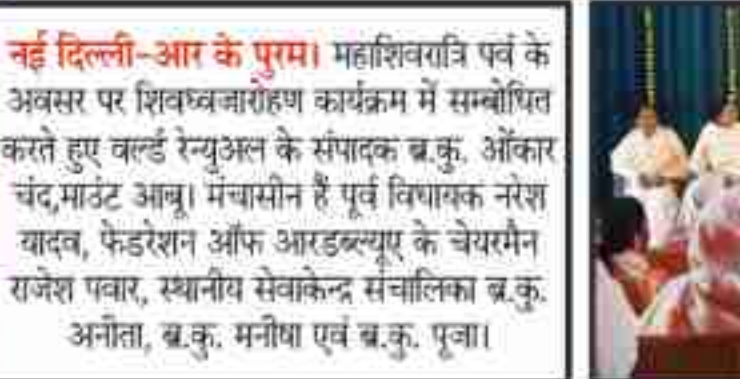 नई दिल्ली-आर के पुरम। महाशिवरात्रि पर्व के
अवसर पर शिवध्वजारोहण कार्यक्रम में सम्बोधित
करते हुए वर्ल्ड रेन्युअल के संपादक ब्र.कु. ओंकार
चंद,माउंट आबू। मंचासीन हैं पूर्व विधायक नरेश
यादव, फेडरेशन ऑफ आरडब्ल्यूए के चेयरमैन
राजेश पवार, स्थानीय सेवाकेन्द्र संचालिका ब्र.कु.
अनीता, ब्र.कु. मनीषा एवं ब्र.कु. पूजा।